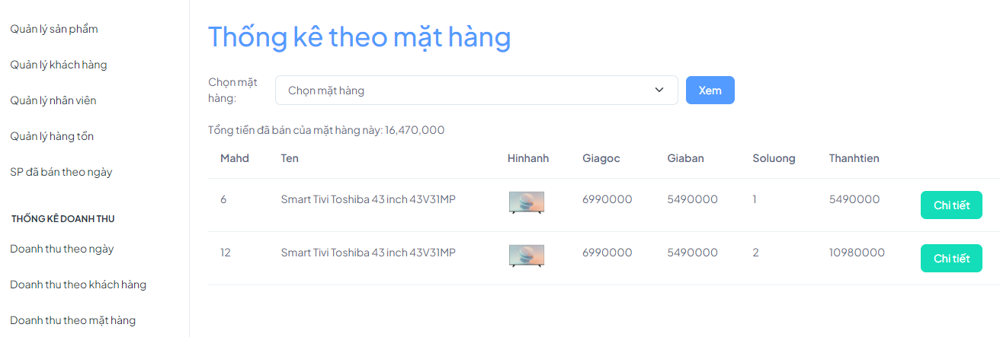 Quản lý sản phẩm
Quản lý khách hàng
Quản lý nhân viên
Quản lý hàng tồn
SP đã bán theo ngày
THỐNG KÊ DOANH THU
Doanh thu theo ngày
Doanh thu theo khách hàng
Doanh thu theo mặt hàng
Thống kê theo mặt hàng
Chọn mặt
hàng:
Chọn mặt hàng
Xem
Tổng tiền đã bán của mặt hàng này: 16,470,000
Mahd Ten Hinhanh Giagoc Giaban Soluong Thanhtien
6 Smart Tivi Toshiba 43 inch 43V31MP 6990000 5490000 1 5490000 Chi tiết
12 Smart Tivi Toshiba 43 inch 43V31MP 6990000 5490000 2 10980000 Chi tiết